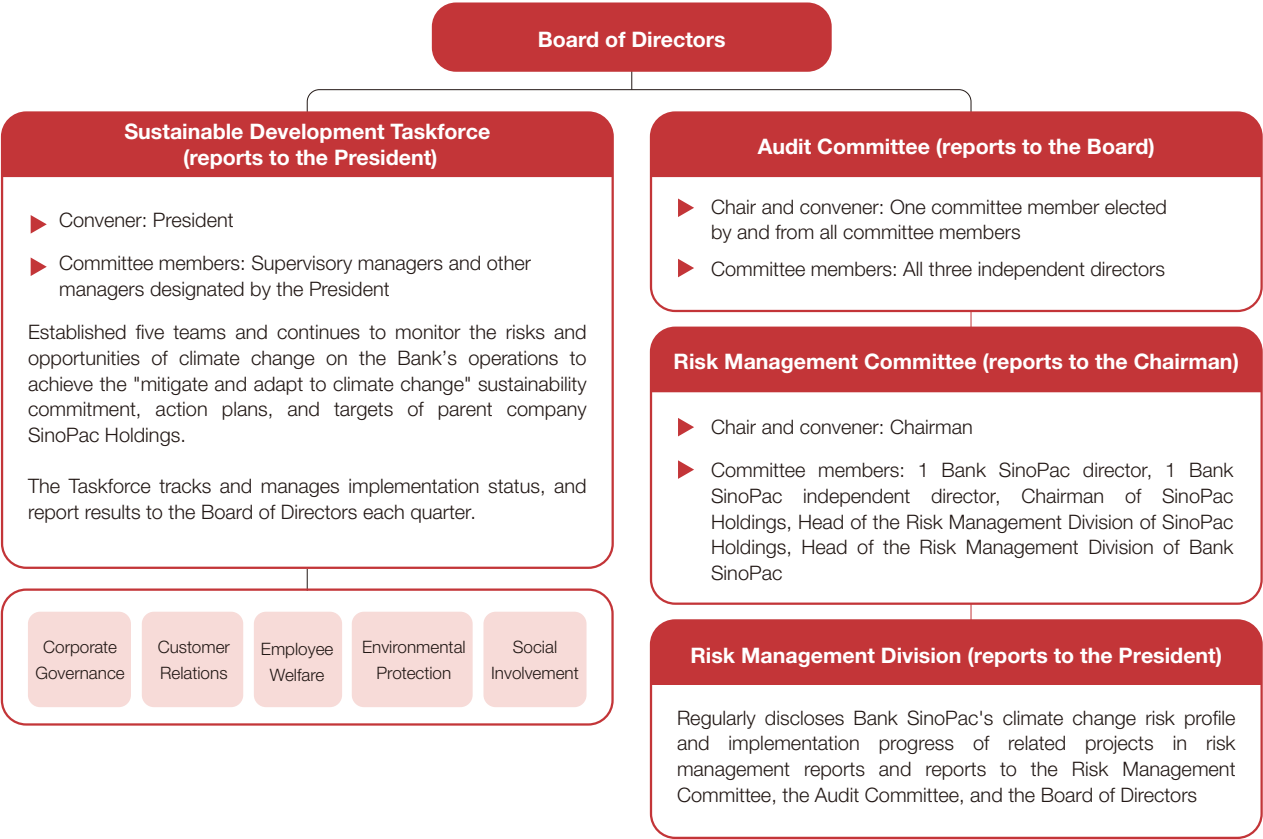 Board of Directors
Sustainable Development Taskforce
(reports to the President)
Convener: President
Committee members: Supervisory managers and other
managers designated by the President
Established five teams and continues to monitor the risks and
opportunities of climate change on the Bank's operations to
achieve the "mitigate and adapt to climate change" sustainability
commitment, action plans, and targets of parent company
SinoPac Holdings.
The Taskforce tracks and manages implementation status, and
report results to the Board of Directors each quarter.
Corporate
Governance
Customer
Relations
Employee
Welfare
Environmental
Protection
Social
Involvement
Audit Committee (reports to the Board)
Chair and convener: One committee member elected
by and from all committee members
Committee members: All three independent directors
Risk Management Committee (reports to the Chairman)
Chair and convener: Chairman
Committee members: 1 Bank SinoPac director, 1 Bank
SinoPac independent director, Chairman of SinoPac
Holdings, Head of the Risk Management Division of SinoPac
Holdings, Head of the Risk Management Division of Bank
SinoPac
Risk Management Division (reports to the President)
Regularly discloses Bank SinoPac's climate change risk profile
and implementation progress of related projects in risk
management reports and reports to the Risk Management
Committee, the Audit Committee, and the Board of Directors